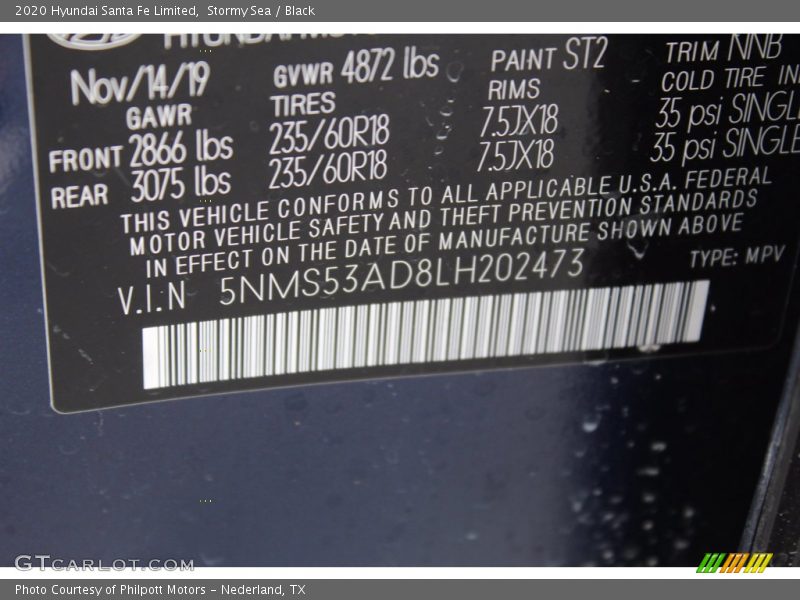 2020 Hyundai Santa Fe Limited,  Stormy Sea / Black
Nov/14/19 GVWR 4872 lbs PAINT ST2 TRIM NNB
GAWR TIRES RIMS COLD TIRE
FRONT 2866 lbs 235/60R18 7.5JX18 35 psi SINGLE
REAR 3075 lbs 235/60R18 7.5JX18 35 psi SINGLE
THIS VEHICLE CONFORMS TO ALL APPLICABLE U.S.A. FEDERAL
MOTOR VEHICLE SAFETY AND THEFT PREVENTION STANDARDS
IN EFFECT ON THE DATE OF MANUFACTURE SHOWN ABOVE
V.I.N 5NMS53AD8LH202473 TYPE: MPV
GTCARLOT.COM
Photo Courtesy of Philpott Motors - Nederland, TX